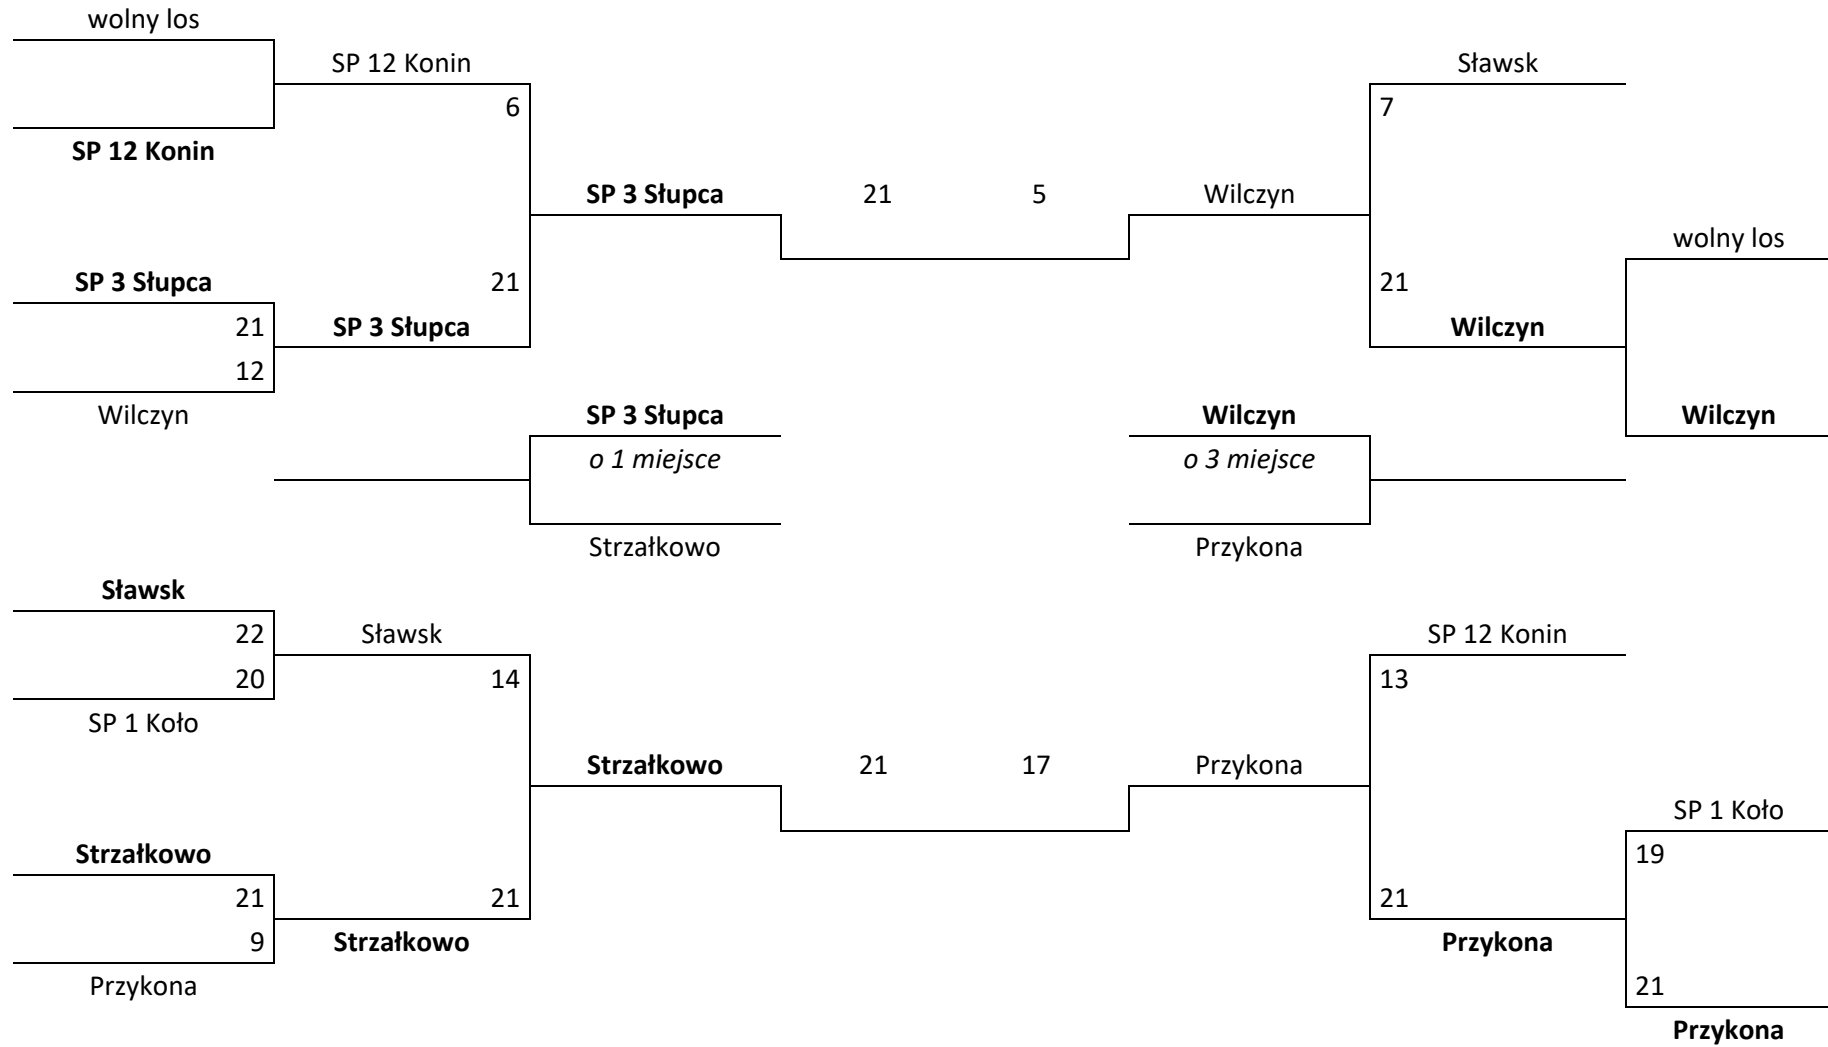 wolny los
SP 12 Konin
Sławsk
6
7
SP 12 Konin
SP 3 Słupca 21 5 Wilczyn
wolny los
SP 3 Słupca
21
21
21
SP 3 Słupca
Wilczyn
12
Wilczyn
SP 3 Słupca
Wilczyn
Wilczyn
o 1 miejsce
o 3 miejsce
Strzałkowo
Przykona
Sławsk
22
Sławsk
SP 12 Konin
20
14
13
SP 1 Koło
Strzałkowo 21 17 Przykona
SP 1 Koło
Strzałkowo
19
21
21
21
9
Strzałkowo
Przykona
Przykona
21
Przykona